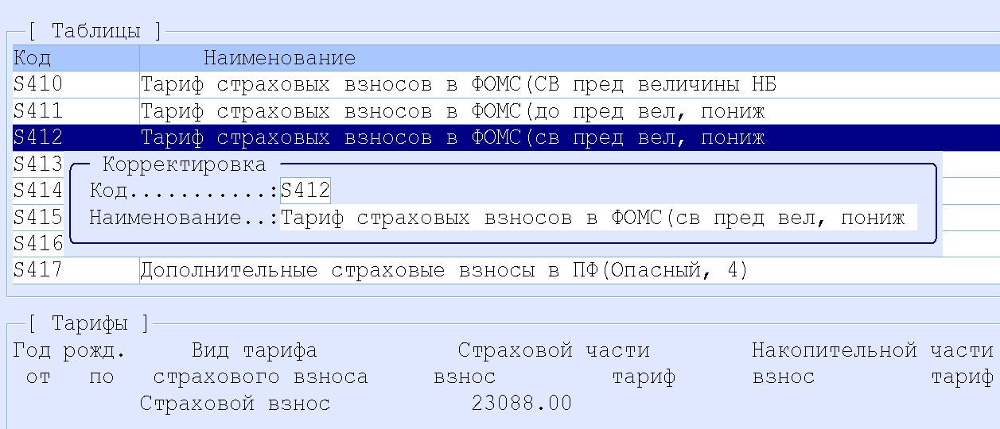 [ Таблицы ]
Код Наименование
S410 Тариф страховых взносов в ФОМС(СВ пред величины НБ
S411 Тариф страховых взносов в ФОМС(до пред вел, пониж
S412 Тариф страховых взносов в ФОМС(св пред вел, пониж
S413 Корректировка
S414 Код...........:S412
S415 Наименование..:Тариф страховых взносов в ФОМС(св пред вел, пониж
S416
S417 Дополнительные страховые взносы в ПФ(Опасный, 4)
[ Тарифы ]
Год рожд. Вид тарифа Страховой части Накопительной части
от по страхового взноса взнос тариф взнос тариф
Страховой взнос 23088.00